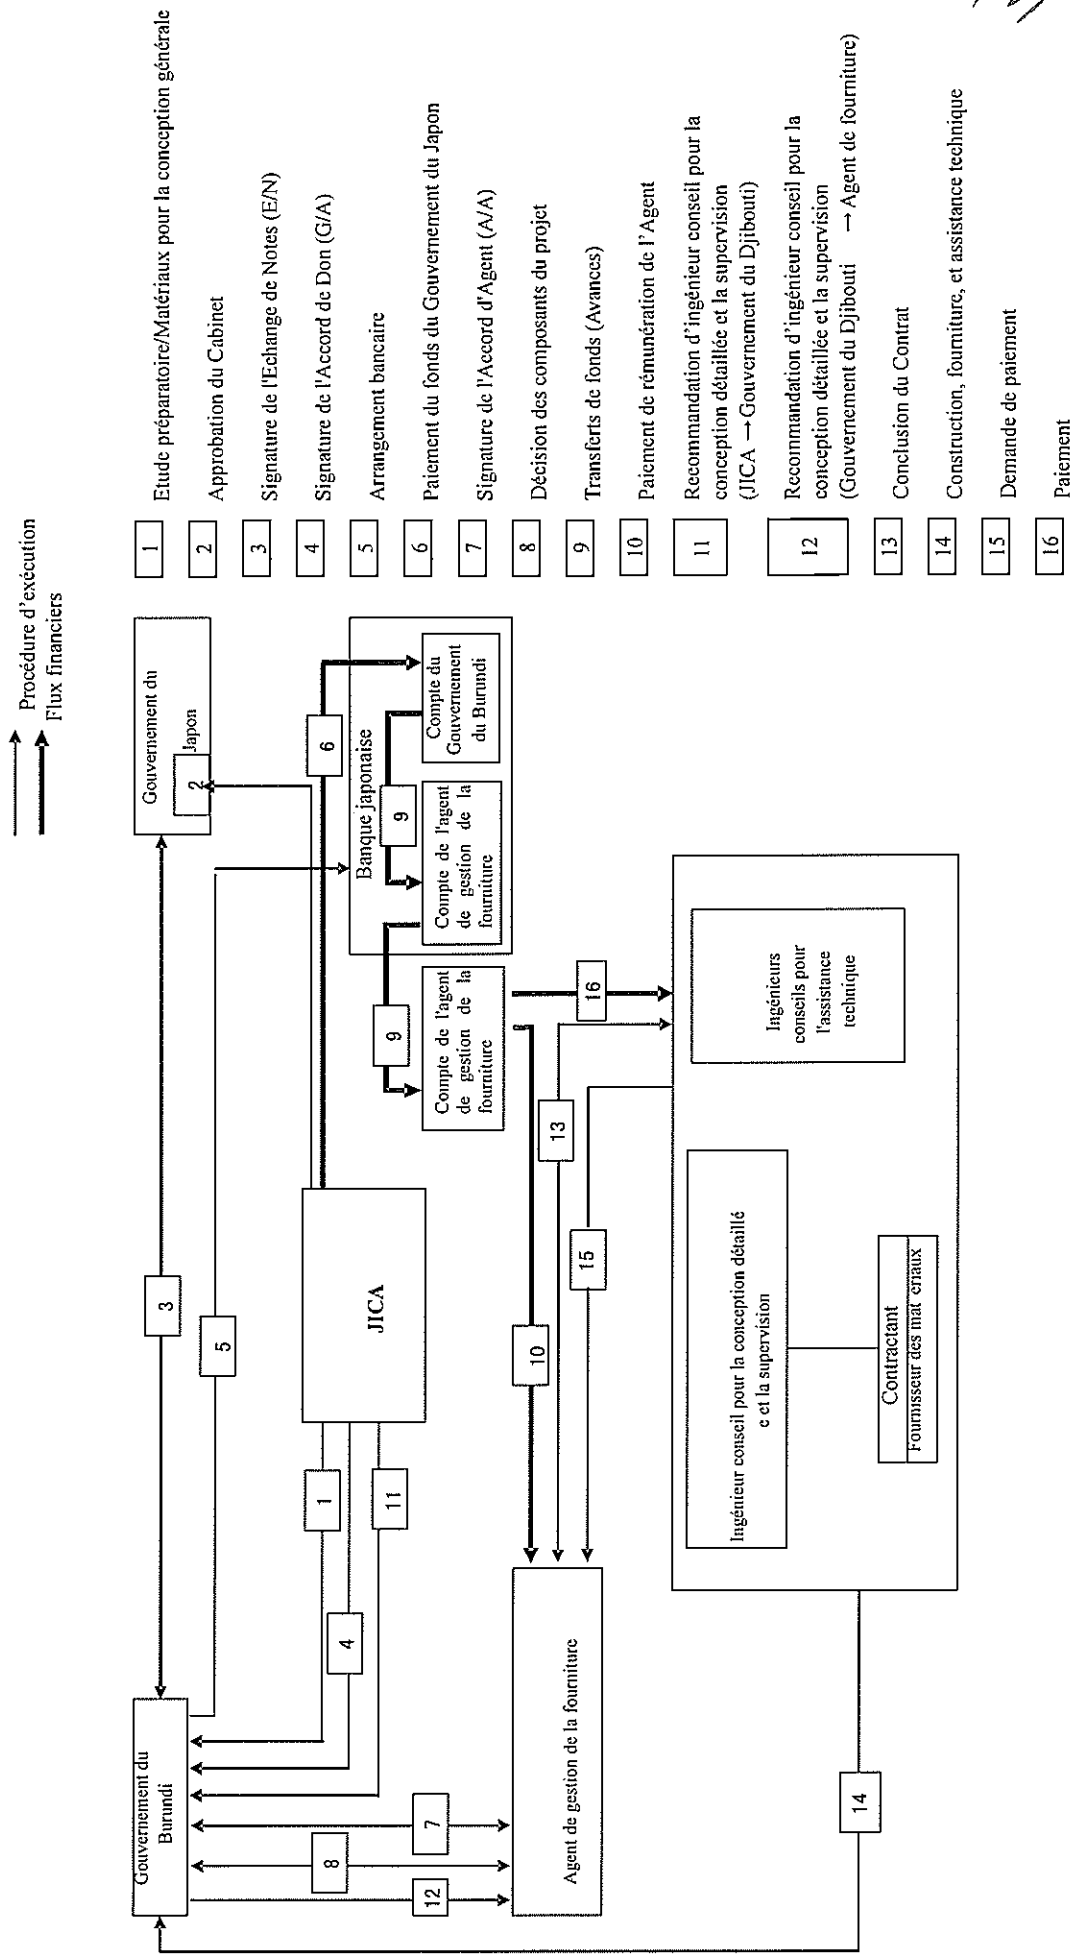 Procédure d'exécution
Flux financiers
Gouvernement du
Burundi
3
Gouvernement du
Japon
2
5
1
4
11
JICA
6
Banque japonaise
Compte du
Gouvernement
du Burundi
9
Compte de l'agent
de gestion de la
fourniture
9
Compte de l'agent
de gestion de la
fourniture
7
8
12
10
13
15
16
Agent de gestion de la fourniture
Ingénieur conseil pour la conception détaillé
e et la supervision
Contractant
Fournisseur des mat ériaux
Ingénieurs
conseils pour
l'assistance
technique
14
1 Etude préparatoire/Matériaux pour la conception générale
2 Approbation du Cabinet
3 Signature de l'Echange de Notes (E/N)
4 Signature de l'Accord de Don (G/A)
5 Arrangement bancaire
6 Paiement du fonds du Gouvernement du Japon
7 Signature de l'Accord d'Agent (A/A)
8 Décision des composants du projet
9 Transferts de fonds (Avances)
10 Paiement de rémunération de l'Agent
11 Recommandation d'ingénieur conseil pour la
conception détaillée et la supervision
(JICA → Gouvernement du Djibouti)
12 Recommandation d'ingénieur conseil pour la
conception détaillée et la supervision
(Gouvernement du Djibouti → Agent de fourniture)
13 Conclusion du Contrat
14 Construction, fourniture, et assistance technique
15 Demande de paiement
16 Paiement